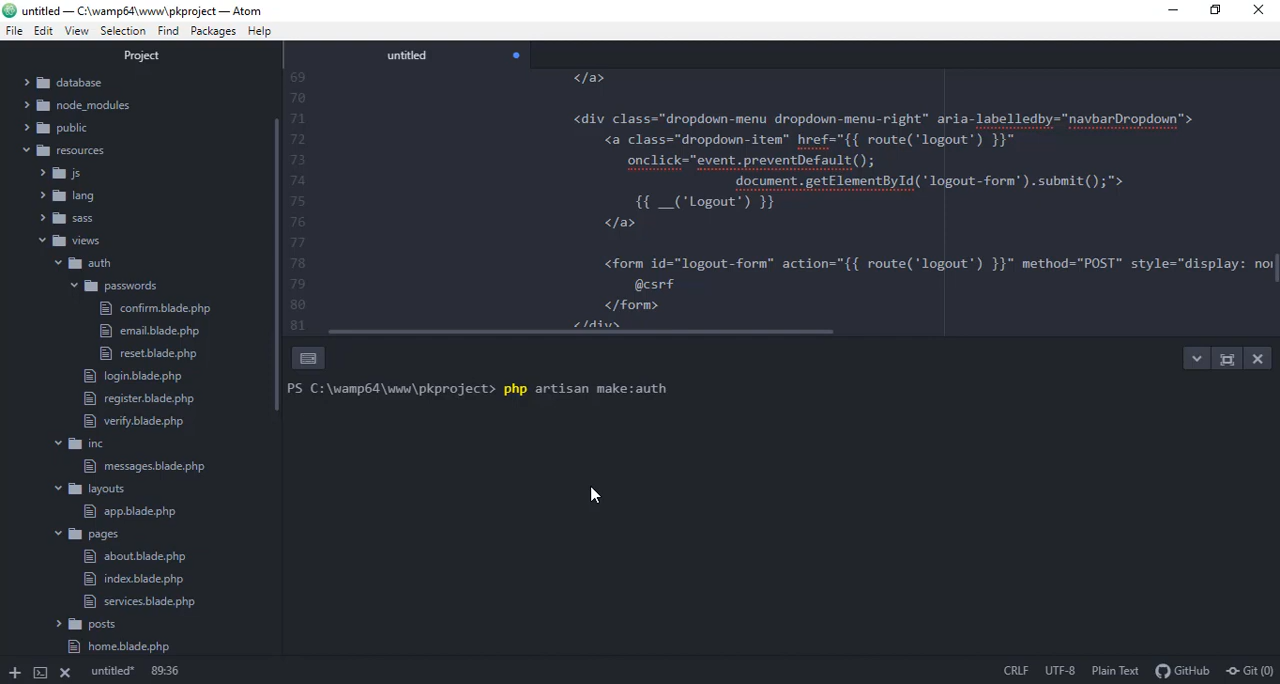 untitled — C:\wamp64\www\pkproject — Atom
File Edit View Selection Find Packages Help
Project
database
node_modules
public
resources
js
lang
sass
views
auth
passwords
confirm.blade.php
email.blade.php
reset.blade.php
login.blade.php
register.blade.php
verify.blade.php
inc
messages.blade.php
layouts
app.blade.php
pages
about.blade.php
index.blade.php
services.blade.php
posts
home.blade.php
untitled
69 </a>
70
71 <div class="dropdown-menu dropdown-menu-right" aria-labelledby="navbarDropdown">
72 <a class="dropdown-item" href="{{ route('logout') }}"
73 onclick="event.preventDefault();
74 document.getElementById('logout-form').submit();">
75 {{ __('Logout') }}
76 </a>
77
78 <form id="logout-form" action="{{ route('logout') }}" method="POST" style="display: no
79 @csrf
80 </form>
81 </div>
PS C:\wamp64\www\pkproject> php artisan make:auth
untitled* 89:36 CRLF UTF-8 Plain Text GitHub Git (0)